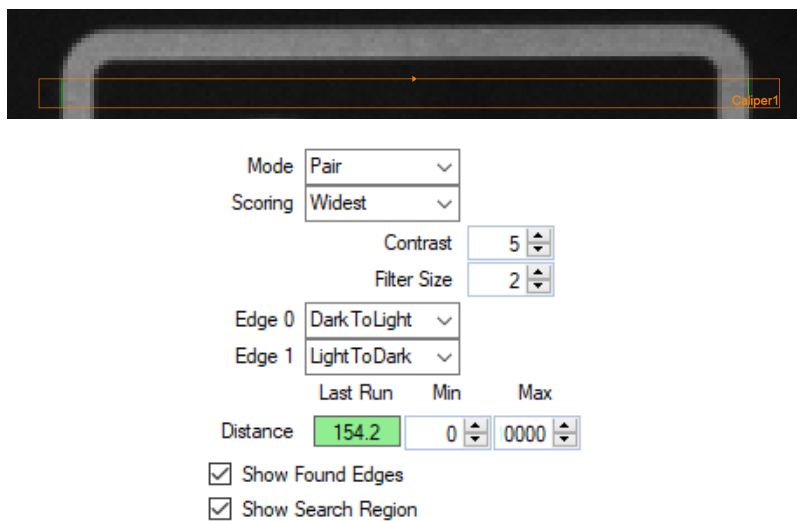 Caliper1
Mode Pair
Scoring Widest
Contrast 5
Filter Size 2
Edge 0 DarkToLight
Edge 1 LightToDark
Last Run Min Max
Distance 154.2 0 0000
Show Found Edges
Show Search Region